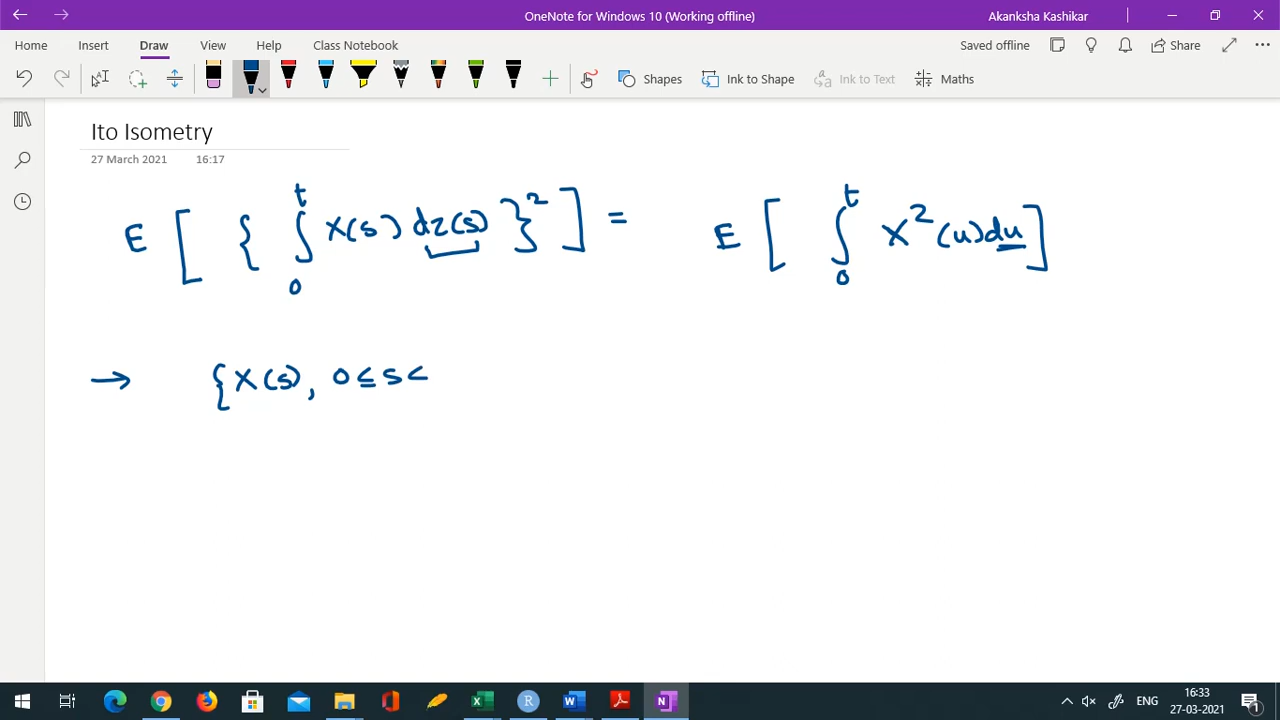 OneNote for Windows 10 (Working offline)
Akanksha Kashikar
Home Insert Draw View Help Class Notebook
Saved offline Share
Shapes Ink to Shape Ink to Text Maths
Ito Isometry
27 March 2021 16:17
E [ { ∫₀ᵗ X(s) dz(s) }² ] = E [ ∫₀ᵗ X²(u)du ]
→ {X(s), 0≤s<
ENG 16:33
27-03-2021